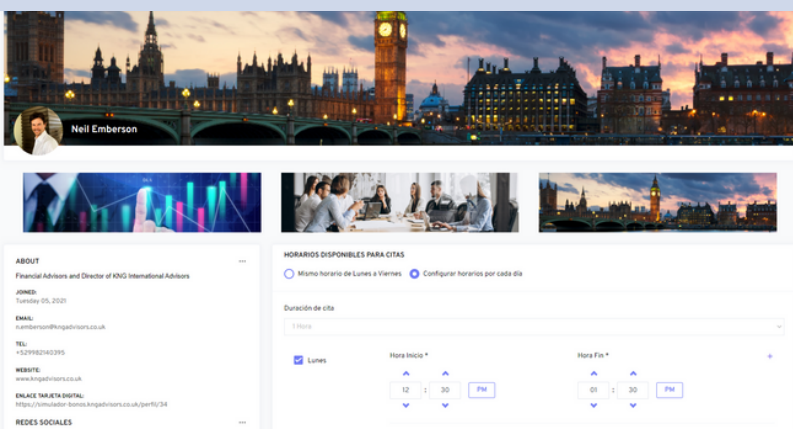 Neil Emberson
ABOUT
...
Financial Advisors and Director of KNG International Advisors
JOINED:
Tuesday 05, 2021
EMAIL:
n.emberson@kngadvisors.co.uk
TEL:
+529982140395
WEBSITE:
www.kngadvisors.co.uk
ENLACE TARJETA DIGITAL:
https://simulador-bonos.kngadvisors.co.uk/perfil/34
REDES SOCIALES
...
HORARIOS DISPONIBLES PARA CITAS
Mismo horario de Lunes a Viernes Configurar horarios por cada día
Duración de cita
1 Hora
Lunes
Hora Inicio * Hora Fin *
12 : 30 PM 01 : 30 PM